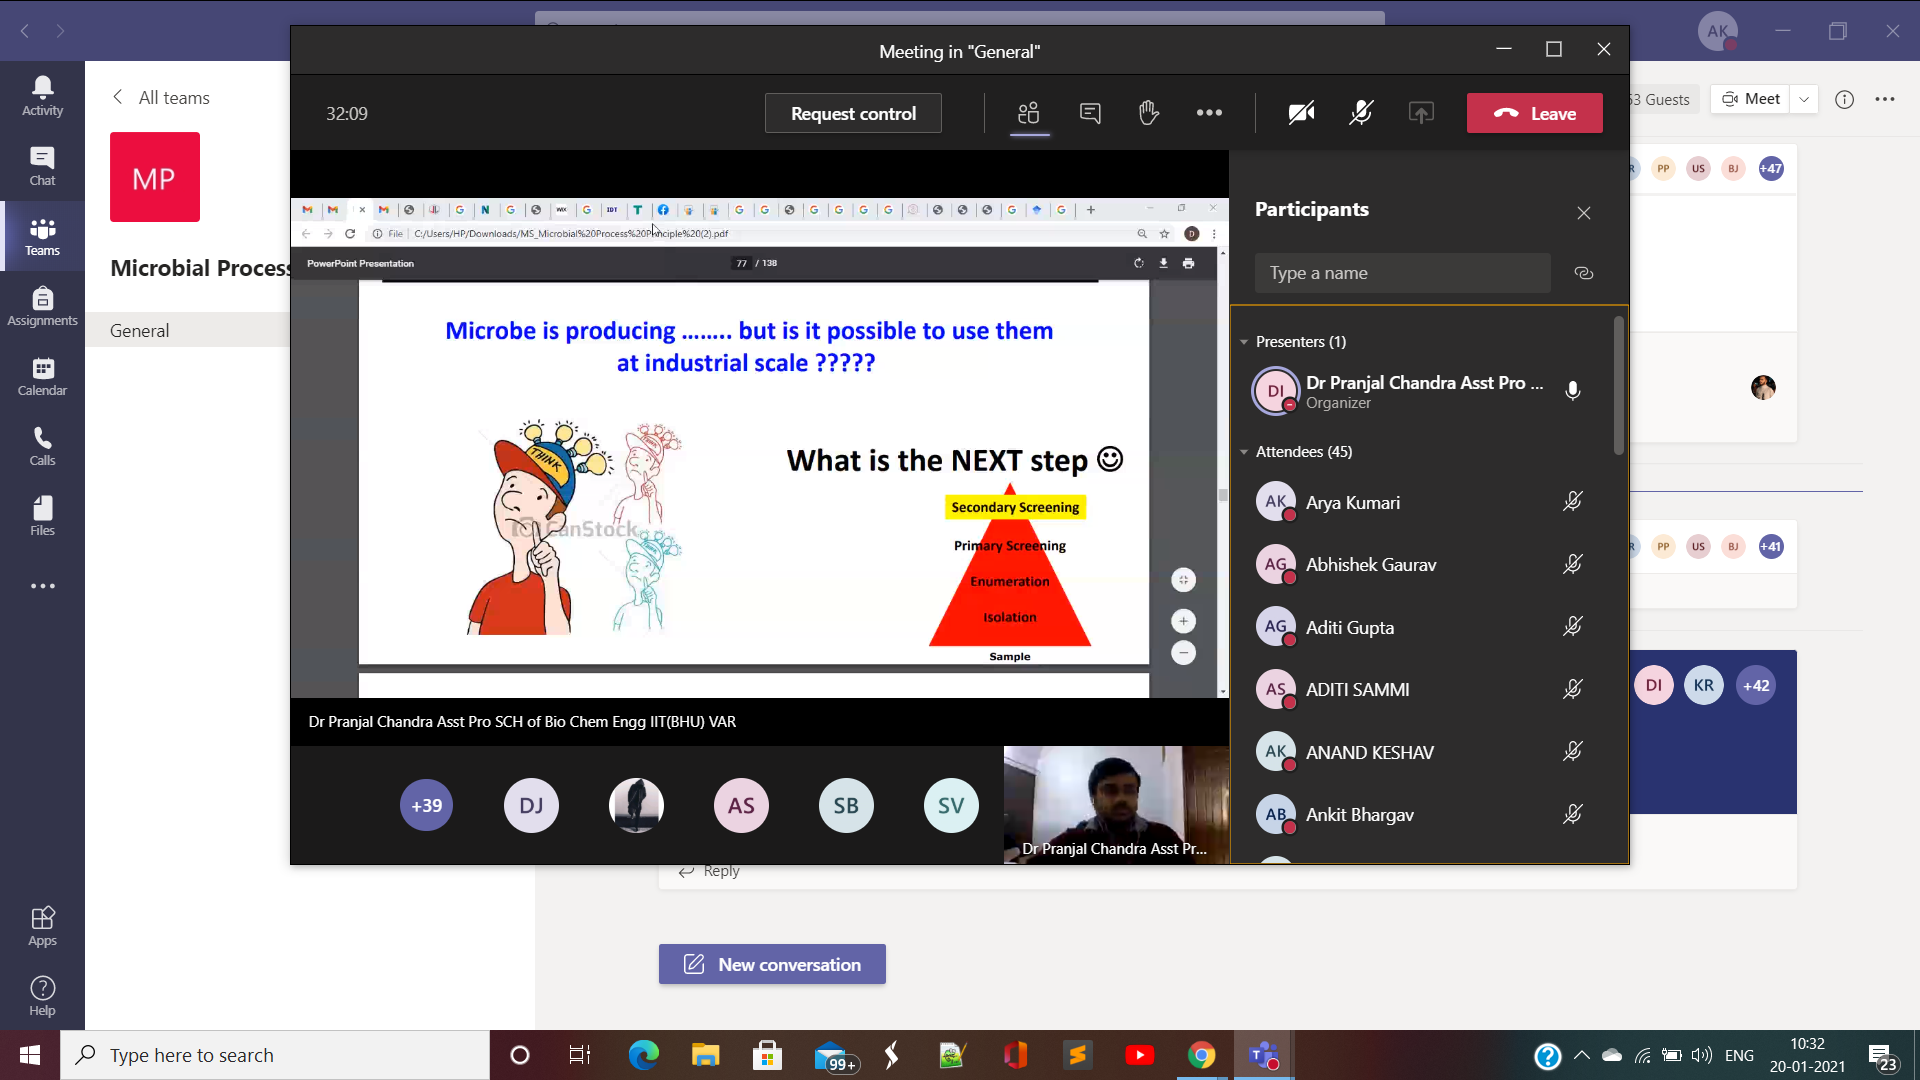 AK
Meeting in "General"
32:09
Request control
Leave
Activity
Chat
Teams
Assignments
Calendar
Calls
Files
Apps
Help
All teams
MP
Microbial Process
General
53 Guests
Meet
R PP US BJ +47
R PP US BJ +41
DI KR +42
IDT
File C:/Users/HP/Downloads/MS_Microbial%20Process%20Principle%20(2).pdf
PowerPoint Presentation
77 / 138
Microbe is producing …….. but is it possible to use them
at industrial scale ?????
THINK
CanStock
What is the NEXT step ☺
Secondary Screening
Primary Screening
Enumeration
Isolation
Sample
Dr Pranjal Chandra Asst Pro SCH of Bio Chem Engg IIT(BHU) VAR
+39
DJ
AS
SB
SV
Dr Pranjal Chandra Asst Pr...
Participants
Type a name
Presenters (1)
DI
Dr Pranjal Chandra Asst Pro ...
Organizer
Attendees (45)
AK Arya Kumari
AG Abhishek Gaurav
AG Aditi Gupta
AS ADITI SAMMI
AK ANAND KESHAV
AB Ankit Bhargav
Reply
New conversation
Type here to search
99+
ENG
10:32
20-01-2021
23